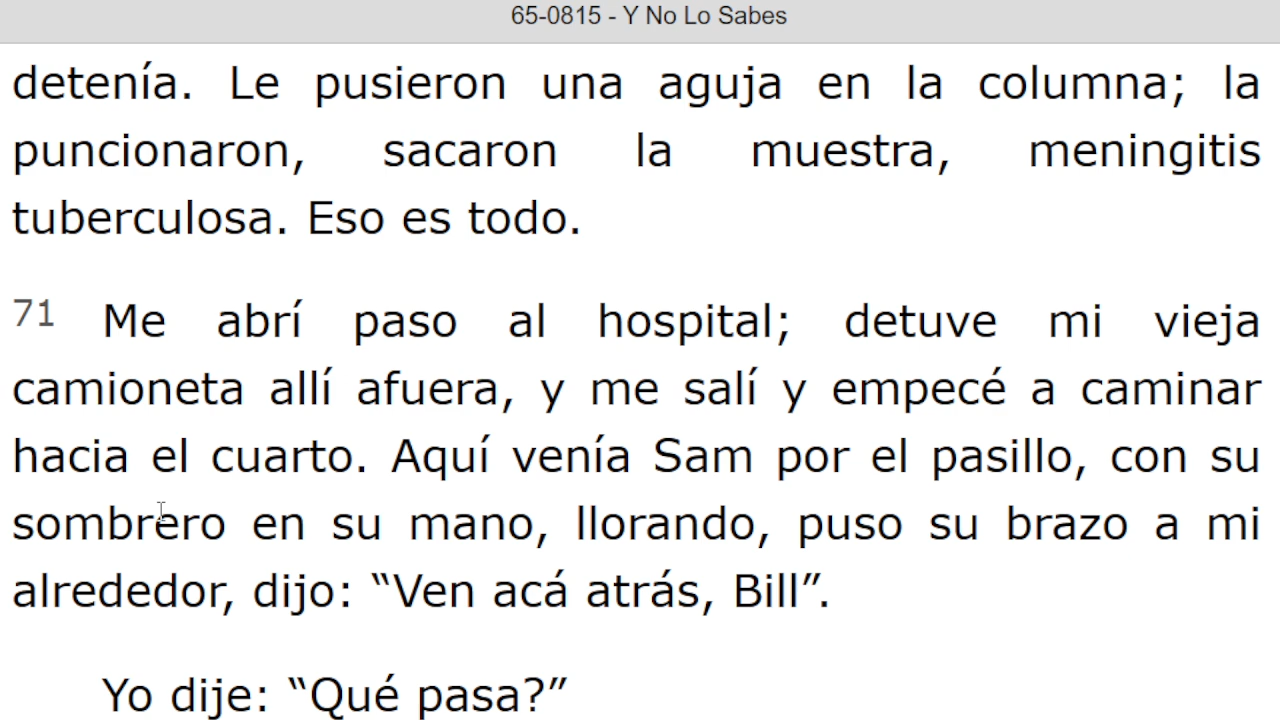 65-0815 - Y No Lo Sabes
detenía. Le pusieron una aguja en la columna; la
puncionaron, sacaron la muestra, meningitis
tuberculosa. Eso es todo.
71 Me abrí paso al hospital; detuve mi vieja
camioneta allí afuera, y me salí y empecé a caminar
hacia el cuarto. Aquí venía Sam por el pasillo, con su
sombrero en su mano, llorando, puso su brazo a mi
alrededor, dijo: “Ven acá atrás, Bill”.
Yo dije: “Qué pasa?”